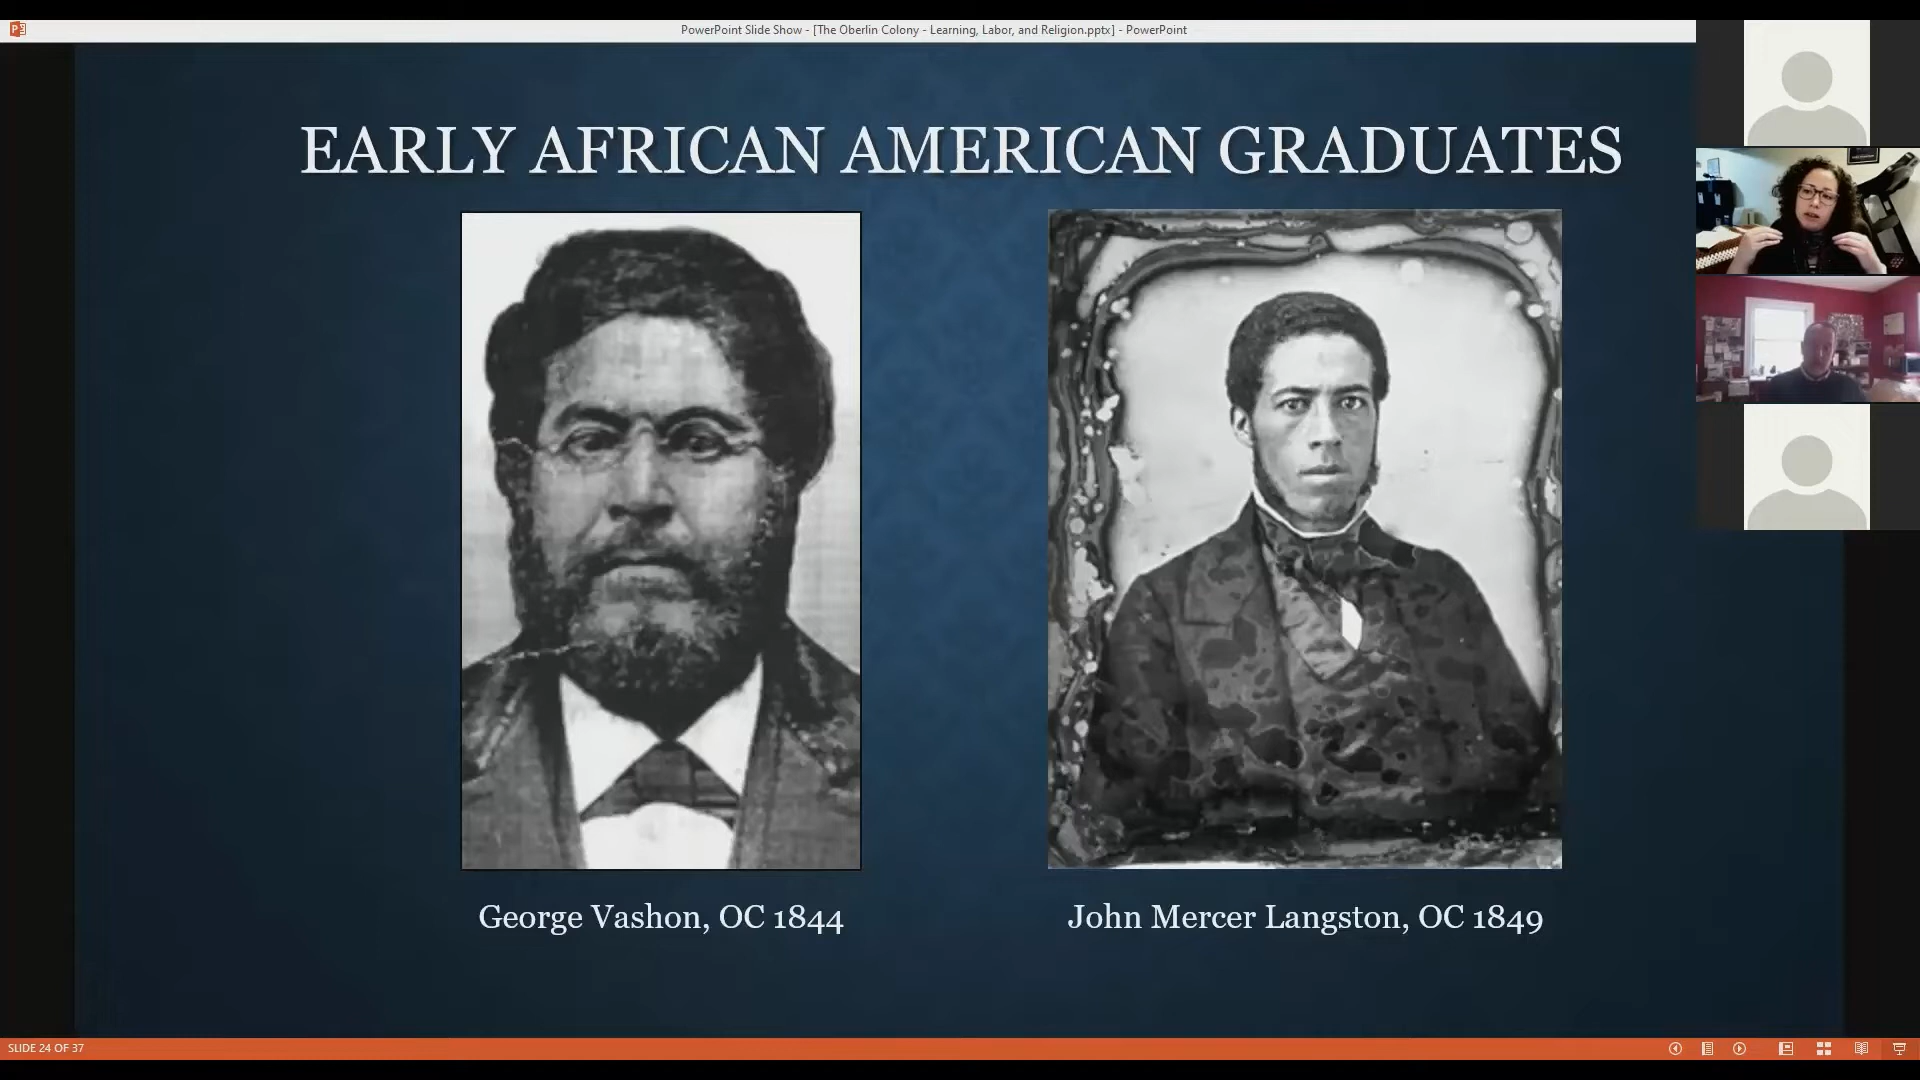 PowerPoint Slide Show - [The Oberlin Colony - Learning, Labor, and Religion.pptx] - PowerPoint
EARLY AFRICAN AMERICAN GRADUATES
George Vashon, OC 1844
John Mercer Langston, OC 1849
SLIDE 24 OF 37